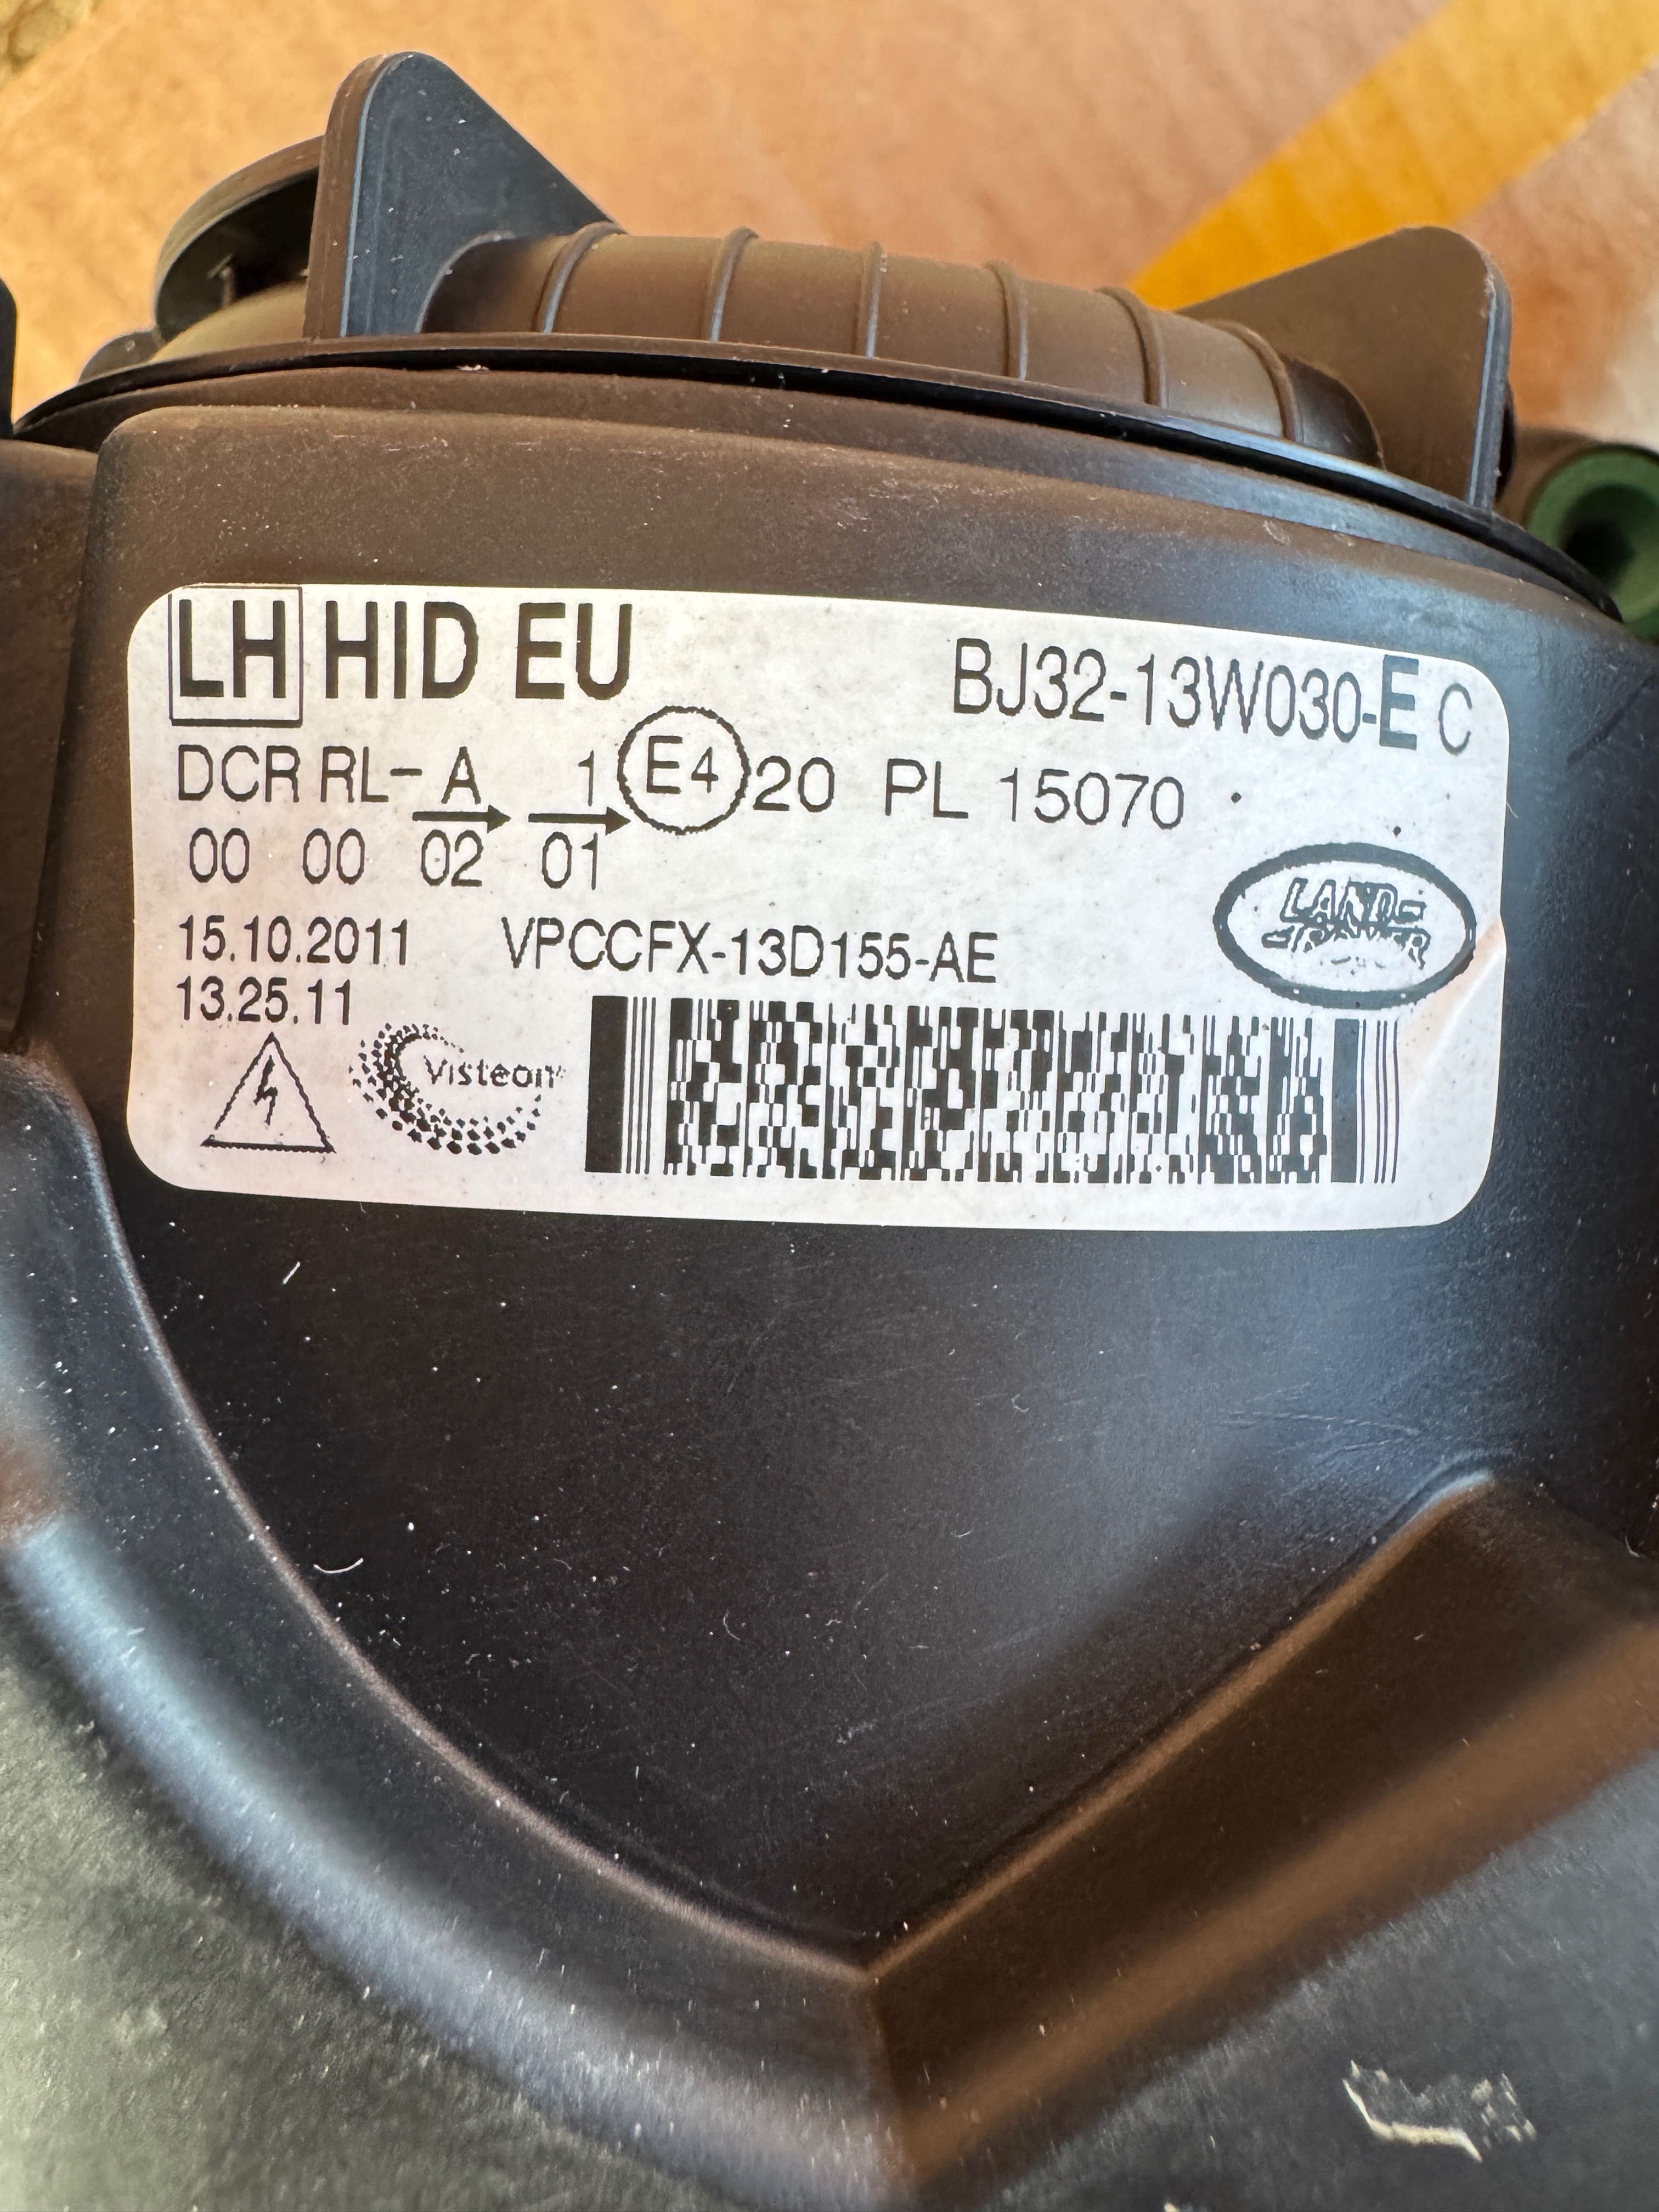 LH HID EU BJ32-13W030-E C
DCR RL- A 1 E4 20 PL 15070
00 00 02 01
15.10.2011 VPCCFX-13D155-AE
13.25.11
LAND-
-ROVER
Visteon